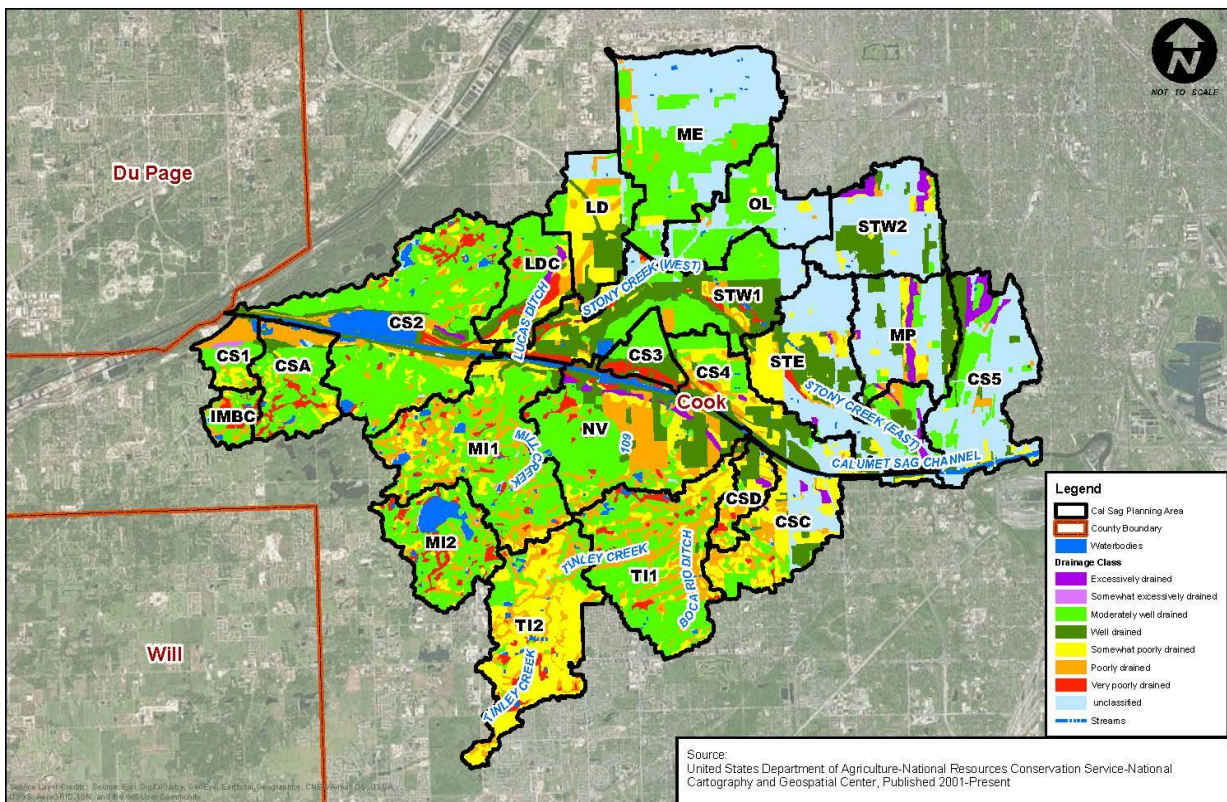 N
NOT TO SCALE
Du Page
ME
LD
OL
STW2
LDC
STONY CREEK (WEST)
STW1
CS2
LUCAS DITCH
CS1
CSA
CS3
CS4
STE
MP
CS5
IMBC
Cook
STONY CREEK (EAST)
NV
109
MI1
CALUMET SAG CHANNEL
CSD
CSC
MI2
TINLEY CREEK
TI1
BOCA RIO DITCH
TI2
TINLEY CREEK
Will
Legend
Cal Sag Planning Area
County Boundary
Waterbodies
Drainage Class
Excessively drained
Somewhat excessively drained
Moderately well drained
Well drained
Somewhat poorly drained
Poorly drained
Very poorly drained
unclassified
Streams
Source:
United States Department of Agriculture-National Resources Conservation Service-National
Cartography and Geospatial Center, Published 2001-Present